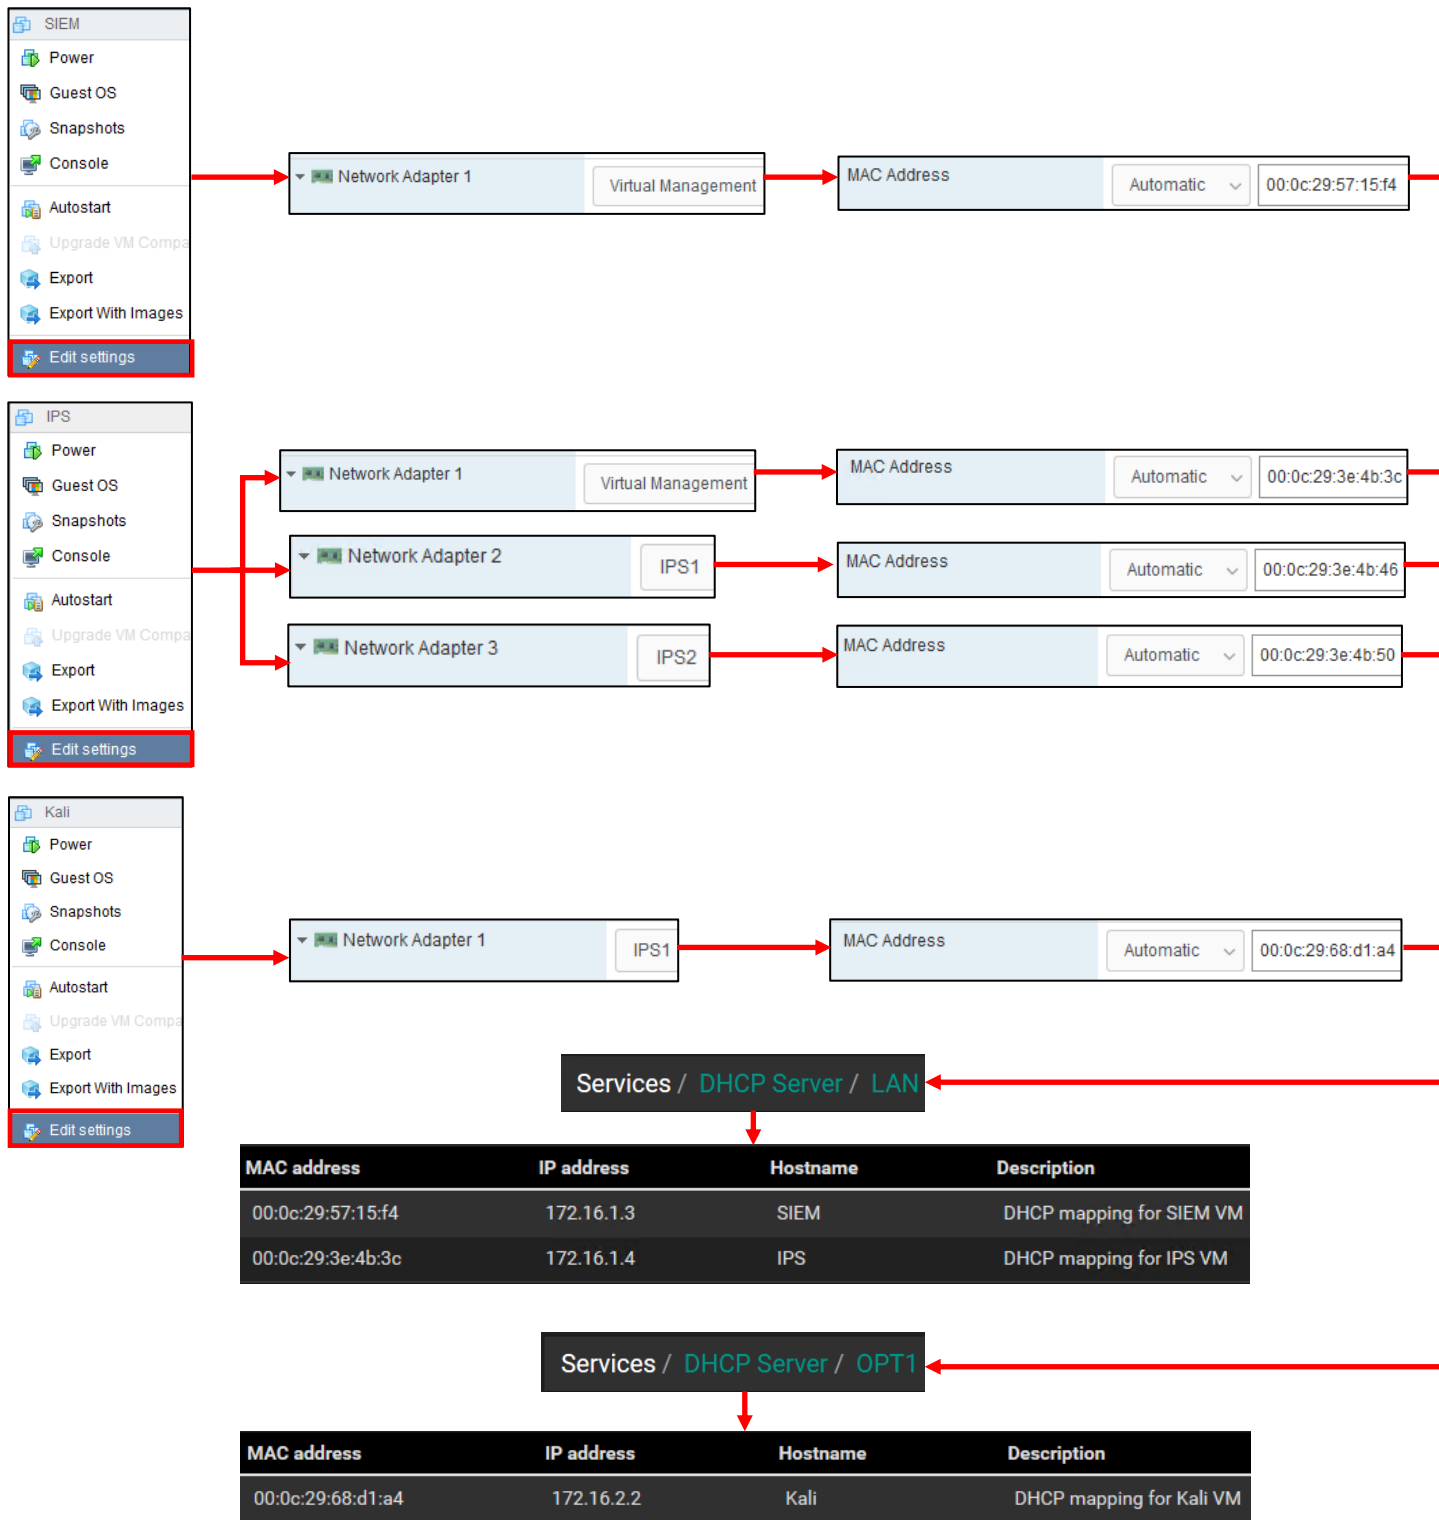 SIEM
Power
Guest OS
Snapshots
Console
Autostart
Upgrade VM Compa
Export
Export With Images
Edit settings
Network Adapter 1
Virtual Management
MAC Address
Automatic
00:0c:29:57:15:f4
IPS
Power
Guest OS
Snapshots
Console
Autostart
Upgrade VM Compa
Export
Export With Images
Edit settings
Network Adapter 1
Virtual Management
MAC Address
Automatic
00:0c:29:3e:4b:3c
Network Adapter 2
IPS1
MAC Address
Automatic
00:0c:29:3e:4b:46
Network Adapter 3
IPS2
MAC Address
Automatic
00:0c:29:3e:4b:50
Kali
Power
Guest OS
Snapshots
Console
Autostart
Upgrade VM Compa
Export
Export With Images
Edit settings
Network Adapter 1
IPS1
MAC Address
Automatic
00:0c:29:68:d1:a4
Services / DHCP Server / LAN
MAC address IP address Hostname Description
00:0c:29:57:15:f4 172.16.1.3 SIEM DHCP mapping for SIEM VM
00:0c:29:3e:4b:3c 172.16.1.4 IPS DHCP mapping for IPS VM
Services / DHCP Server / OPT1
MAC address IP address Hostname Description
00:0c:29:68:d1:a4 172.16.2.2 Kali DHCP mapping for Kali VM